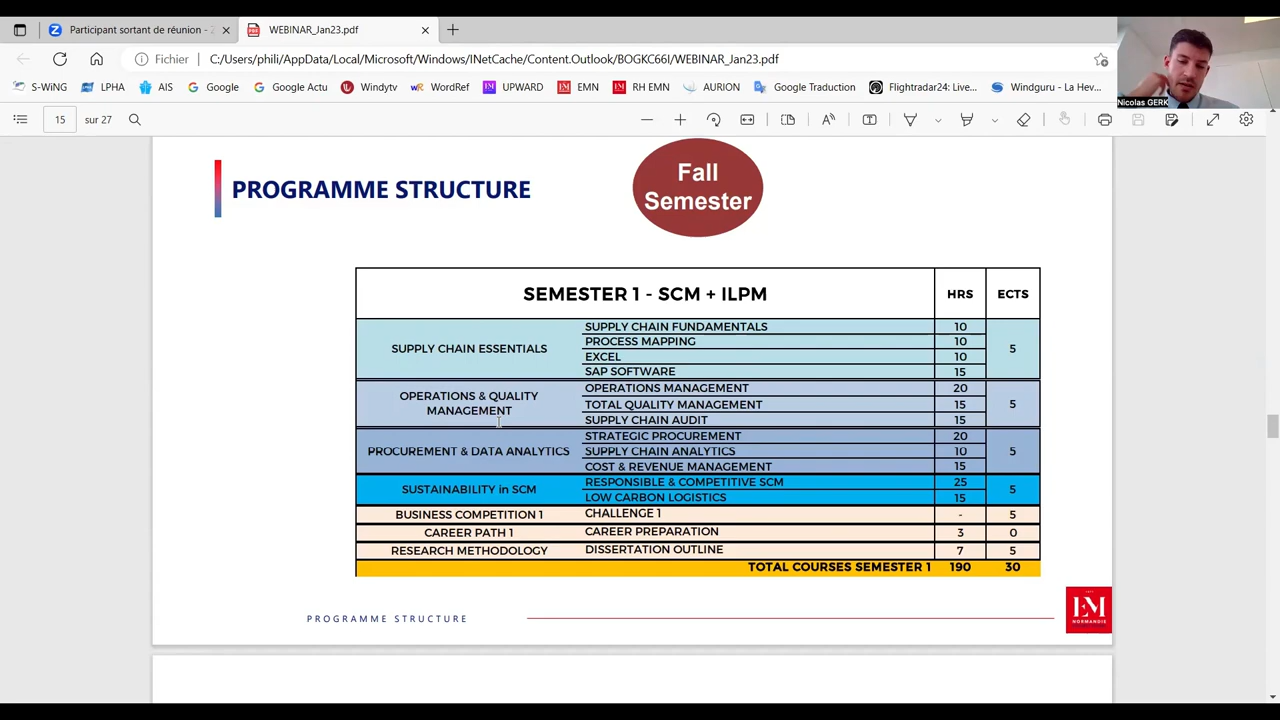 Participant sortant de réunion - Z
WEBINAR_Jan23.pdf
Fichier
C:/Users/phili/AppData/Local/Microsoft/Windows/INetCache/Content.Outlook/BOGKC66I/WEBINAR_Jan23.pdf
S-WiNG
LPHA
AIS
Google
Google Actu
Windytv
WordRef
UPWARD
EMN
RH EMN
AURION
Google Traduction
Flightradar24: Live...
Windguru - La Hev...
Nicolas GERK
15 sur 27
PROGRAMME STRUCTURE
Fall
Semester
SEMESTER 1 - SCM + ILPM HRS ECTS
SUPPLY CHAIN ESSENTIALS
SUPPLY CHAIN FUNDAMENTALS 10
PROCESS MAPPING 10
EXCEL 10
SAP SOFTWARE 15
5
OPERATIONS & QUALITY
MANAGEMENT
OPERATIONS MANAGEMENT 20
TOTAL QUALITY MANAGEMENT 15
SUPPLY CHAIN AUDIT 15
5
PROCUREMENT & DATA ANALYTICS
STRATEGIC PROCUREMENT 20
SUPPLY CHAIN ANALYTICS 10
COST & REVENUE MANAGEMENT 15
5
SUSTAINABILITY in SCM
RESPONSIBLE & COMPETITIVE SCM 25
LOW CARBON LOGISTICS 15
5
BUSINESS COMPETITION 1 CHALLENGE 1 - 5
CAREER PATH 1 CAREER PREPARATION 3 0
RESEARCH METHODOLOGY DISSERTATION OUTLINE 7 5
TOTAL COURSES SEMESTER 1 190 30
PROGRAMME STRUCTURE
EM
NORMANDIE